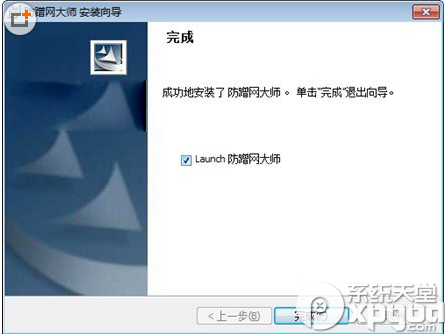 防蹭网大师 安装向导
完成
成功地安装了 防蹭网大师 。 单击"完成"退出向导。
Launch 防蹭网大师
< 上一步(B)
完成
系统天堂